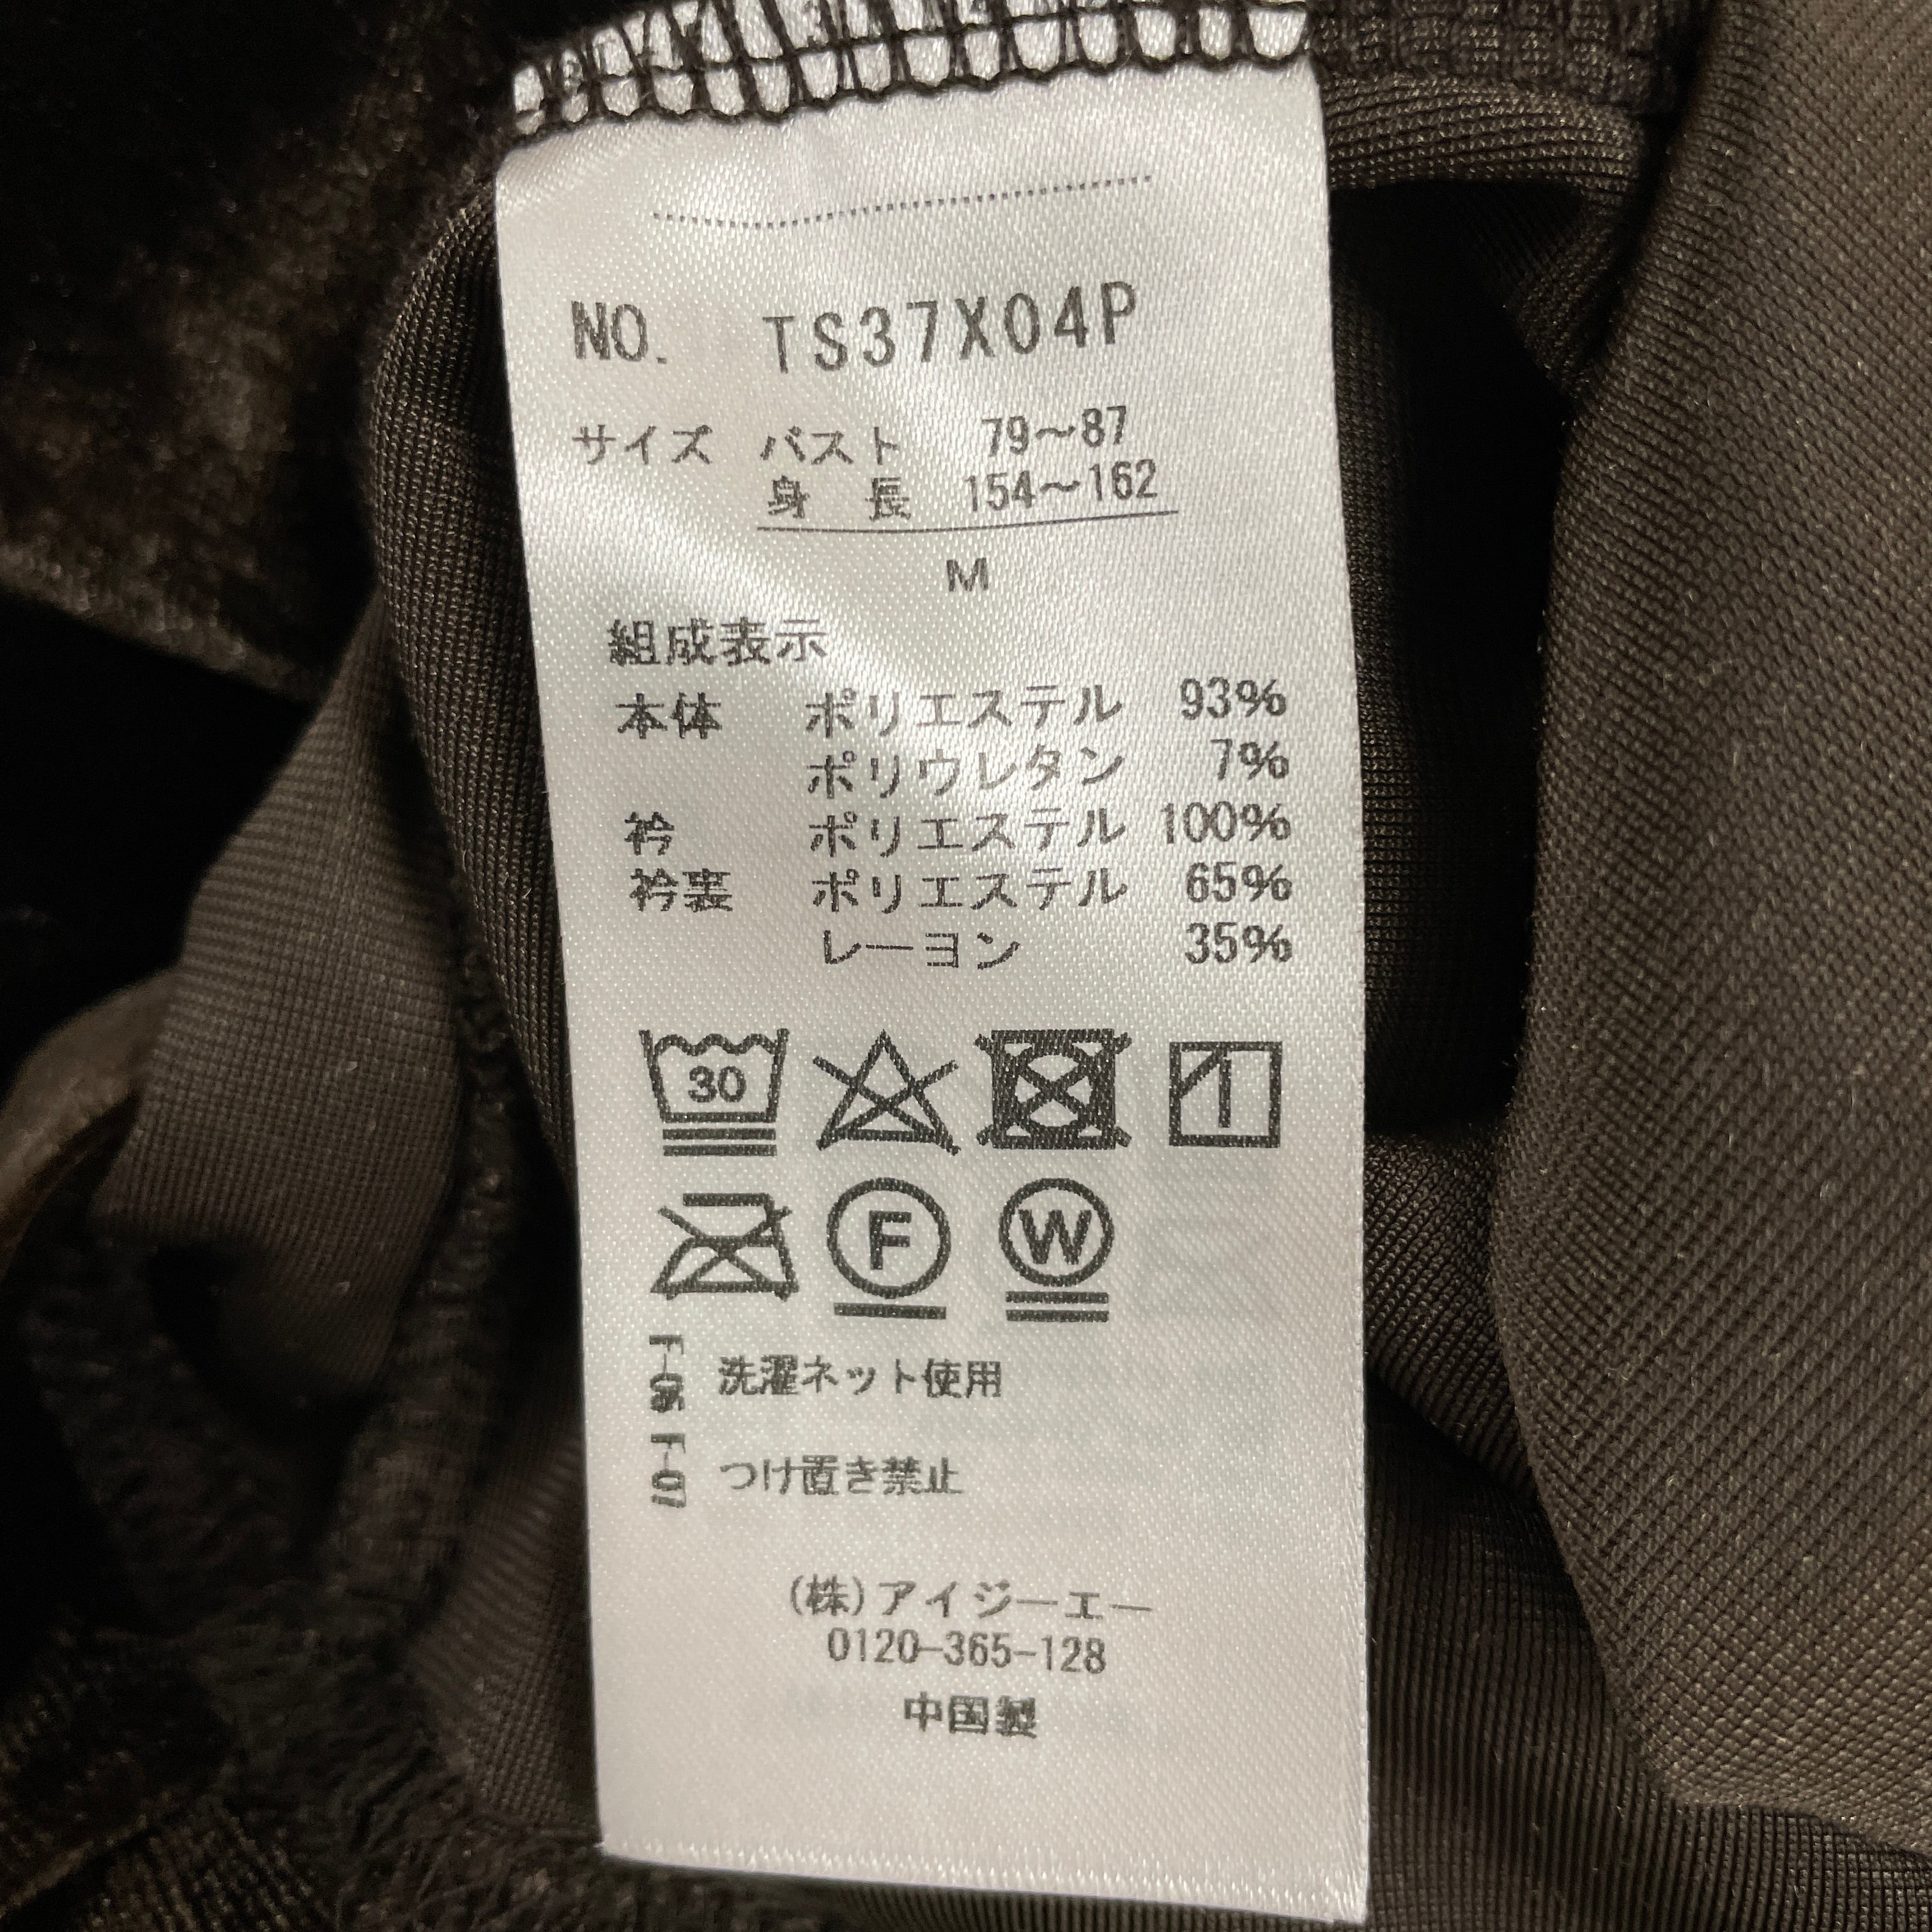 NO. TS37X04P
サイズ バスト 79〜87
身 長 154〜162
M
組成表示
本体 ポリエステル 93%
ポリウレタン 7%
衿 ポリエステル 100%
衿裏 ポリエステル 65%
レーヨン 35%
30
F W
F-06 洗濯ネット使用
F-07 つけ置き禁止
(株)アイジーエー
0120-365-128
中国製